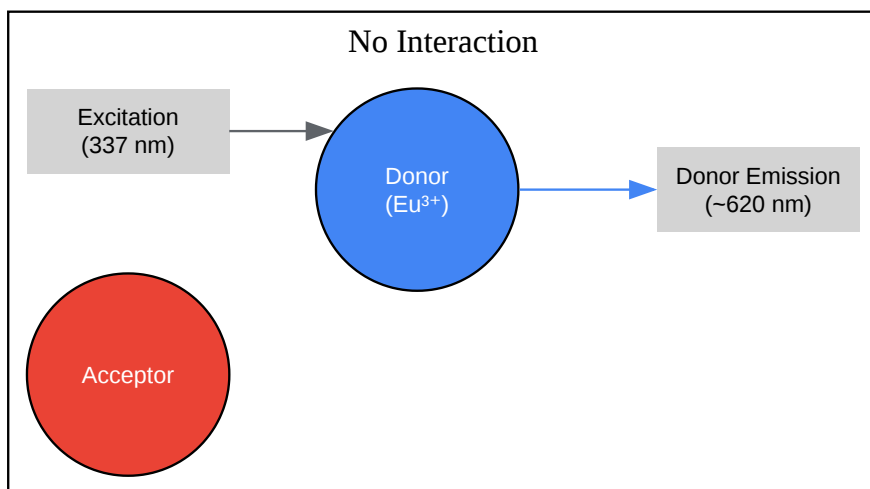 No Interaction
Excitation
(337 nm)
Donor
(Eu³⁺)
Donor Emission
(~620 nm)
Acceptor